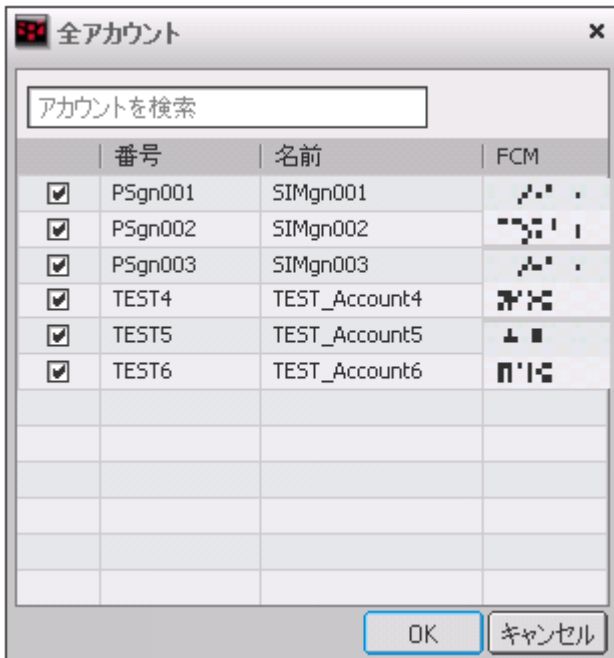 全アカウント
アカウントを検索
番号 名前 FCM
PSgn001 SIMgn001
PSgn002 SIMgn002
PSgn003 SIMgn003
TEST4 TEST_Account4
TEST5 TEST_Account5
TEST6 TEST_Account6
OK キャンセル